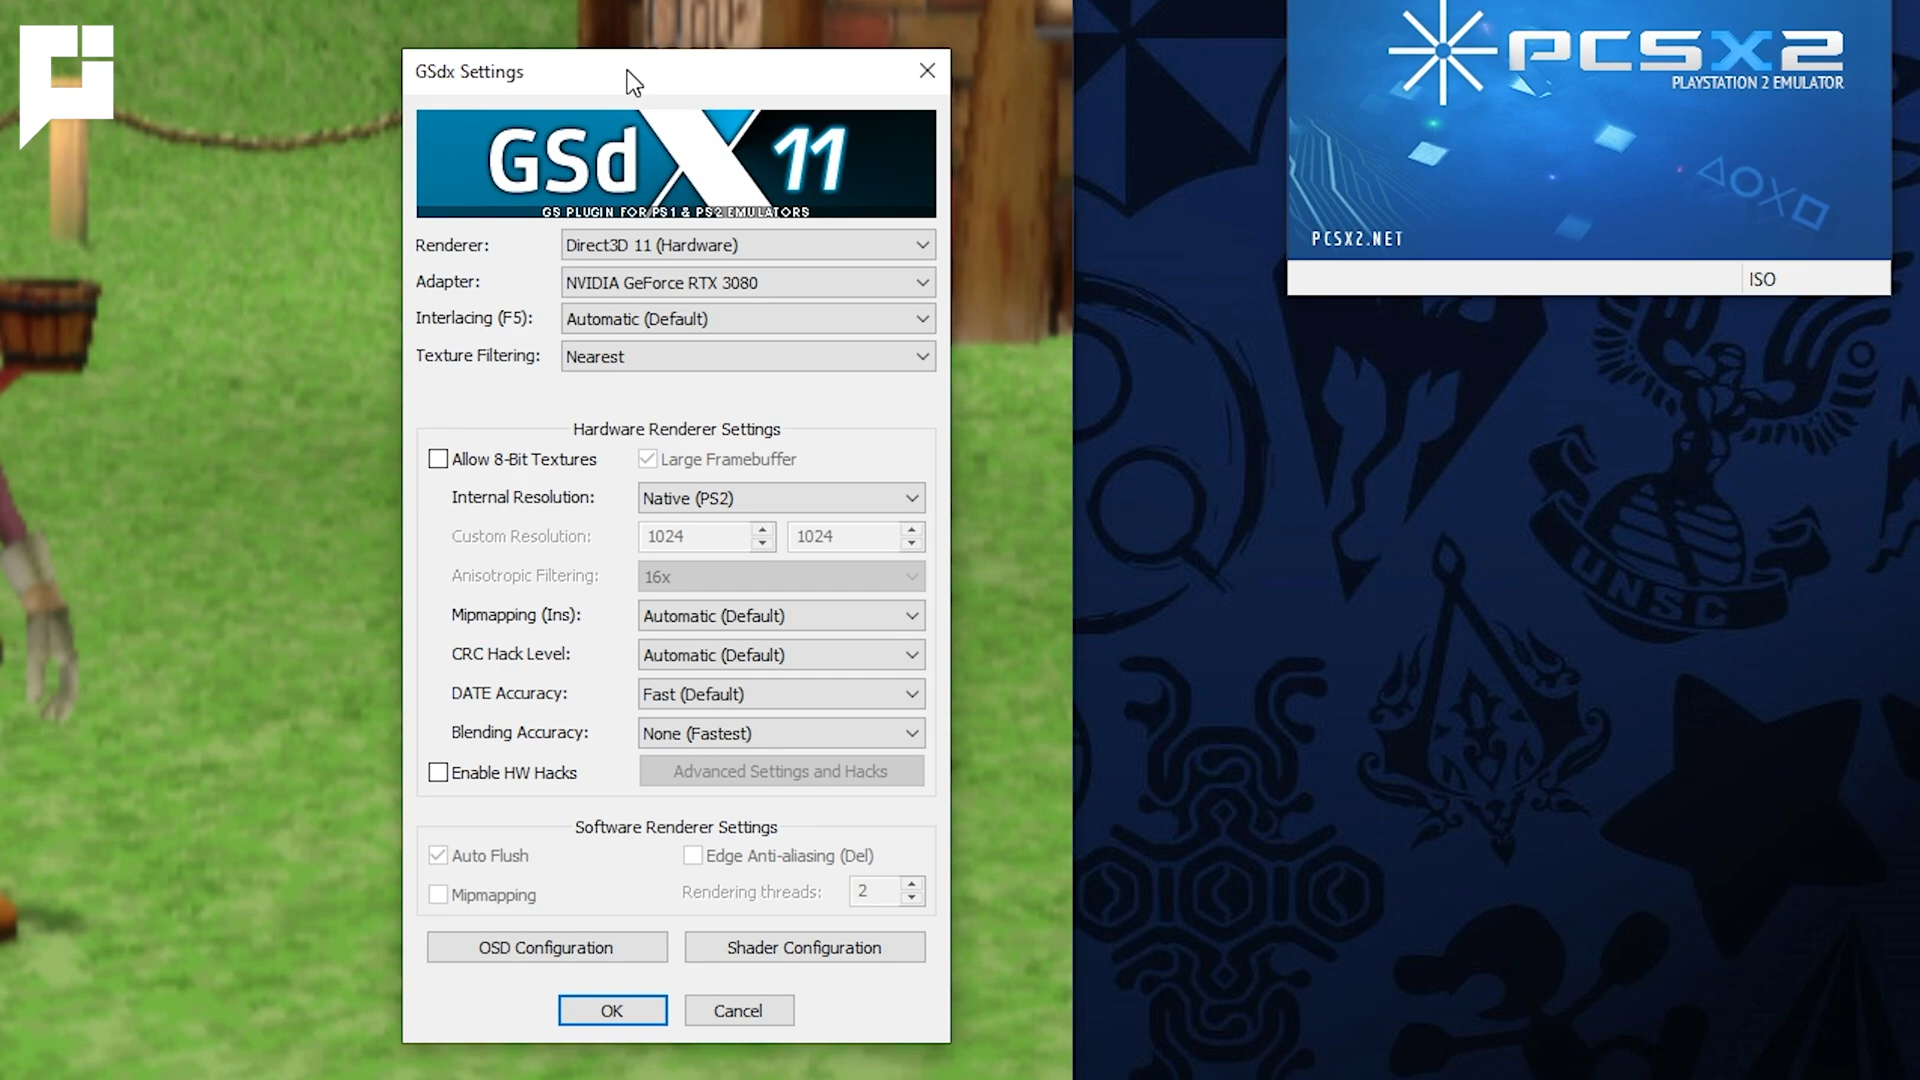 GSdx Settings
GSdX 11
GS PLUGIN FOR PS1 & PS2 EMULATORS
Renderer: Direct3D 11 (Hardware)
Adapter: NVIDIA GeForce RTX 3080
Interlacing (F5): Automatic (Default)
Texture Filtering: Nearest
Hardware Renderer Settings
Allow 8-Bit Textures Large Framebuffer
Internal Resolution: Native (PS2)
Custom Resolution: 1024 1024
Anisotropic Filtering: 16x
Mipmapping (Ins): Automatic (Default)
CRC Hack Level: Automatic (Default)
DATE Accuracy: Fast (Default)
Blending Accuracy: None (Fastest)
Enable HW Hacks Advanced Settings and Hacks
Software Renderer Settings
Auto Flush Edge Anti-aliasing (Del)
Mipmapping Rendering threads: 2
OSD Configuration Shader Configuration
OK Cancel
PCSX2
PLAYSTATION 2 EMULATOR
PCSX2.NET
ISO
UNSC